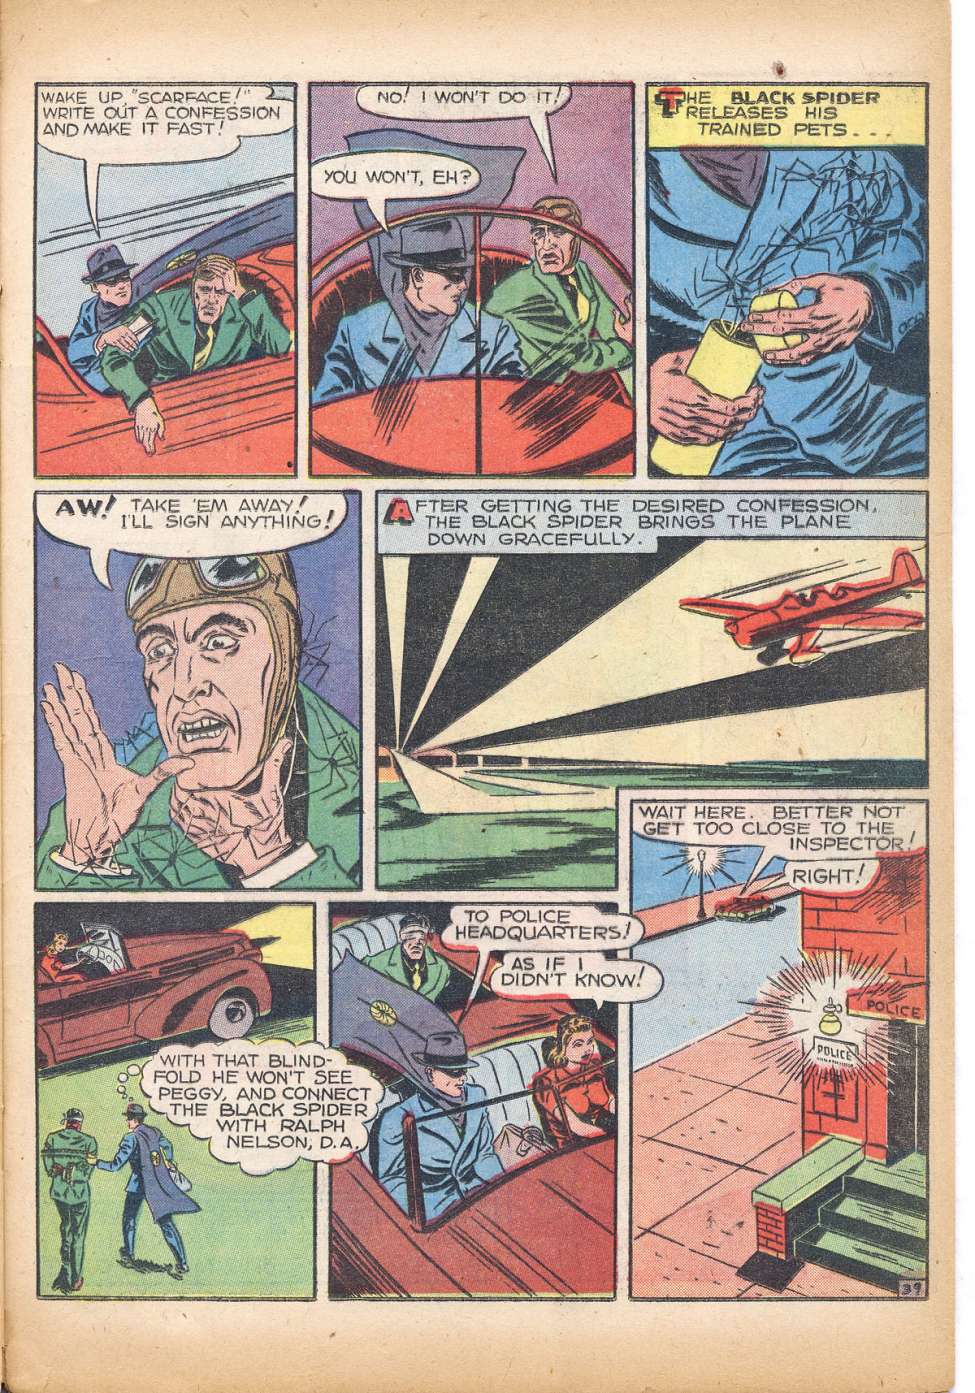 WAKE UP, "SCARFACE!"
WRITE OUT A CONFESSION
AND MAKE IT FAST!
NO! I WON'T DO IT!
YOU WON'T, EH?
THE BLACK SPIDER
RELEASES HIS
TRAINED PETS...
AW! TAKE 'EM AWAY!
I'LL SIGN ANYTHING!
AFTER GETTING THE DESIRED CONFESSION,
THE BLACK SPIDER BRINGS THE PLANE
DOWN GRACEFULLY.
WITH THAT BLIND-
FOLD HE WON'T SEE
PEGGY, AND CONNECT
THE BLACK SPIDER
WITH RALPH
NELSON, D.A.
TO POLICE
HEADQUARTERS!
AS IF I
DIDN'T KNOW!
WAIT HERE. BETTER NOT
GET TOO CLOSE TO THE
INSPECTOR!
RIGHT!
POLICE
POLICE
39